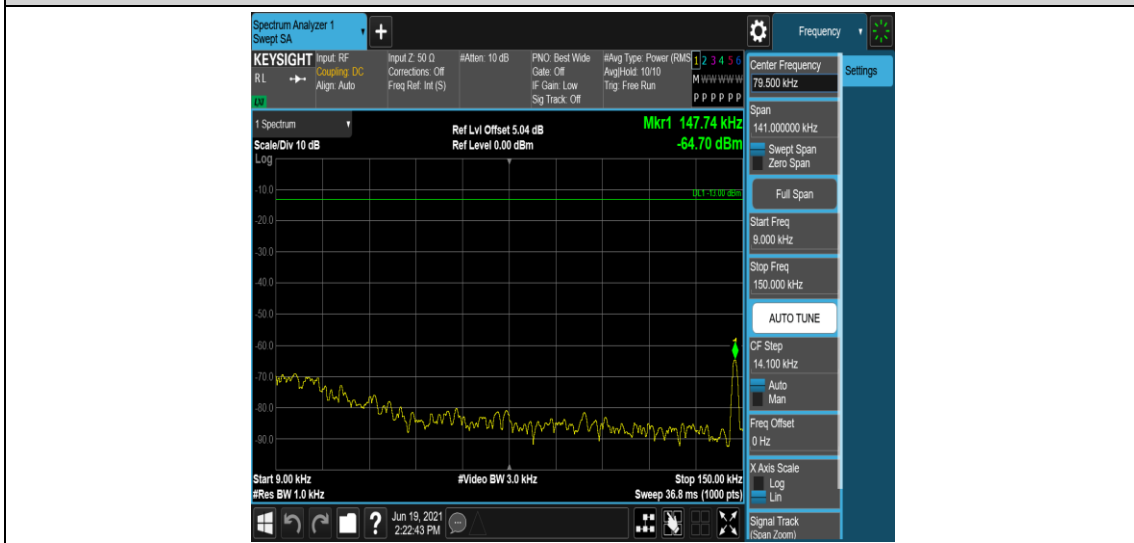 Spectrum Analyzer 1
Swept SA
+
Frequency
KEYSIGHT
RL
LXI
Input: RF
Coupling: DC
Align: Auto
Input Z: 50 Ω
Corrections: Off
Freq Ref: Int (S)
#Atten: 10 dB
PNO: Best Wide
Gate: Off
IF Gain: Low
Sig Track: Off
#Avg Type: Power (RMS
Avg|Hold: 10/10
Trig: Free Run
1 2 3 4 5 6
M W W W W W
P P P P P P
1 Spectrum
Scale/Div 10 dB
Ref Lvl Offset 5.04 dB
Ref Level 0.00 dBm
Mkr1 147.74 kHz
-64.70 dBm
Log
DL1 -13.00 dBm
-10.0
-20.0
-30.0
-40.0
-50.0
-60.0
-70.0
-80.0
-90.0
1
Start 9.00 kHz
#Res BW 1.0 kHz
#Video BW 3.0 kHz
Stop 150.00 kHz
Sweep 36.8 ms (1000 pts)
Center Frequency
79.500 kHz
Settings
Span
141.000000 kHz
Swept Span
Zero Span
Full Span
Start Freq
9.000 kHz
Stop Freq
150.000 kHz
AUTO TUNE
CF Step
14.100 kHz
Auto
Man
Freq Offset
0 Hz
X Axis Scale
Log
Lin
Signal Track
(Span Zoom)
?
Jun 19, 2021
2:22:43 PM